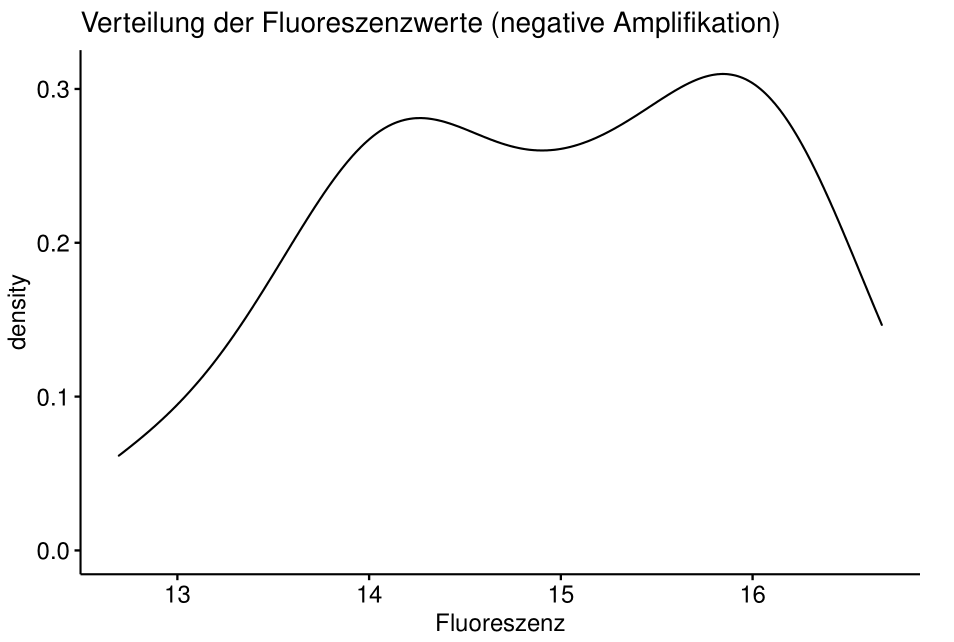 Verteilung der Fluoreszenzwerte (negative Amplifikation)
0.3
0.2
0.1
0.0
density
13 14 15 16
Fluoreszenz